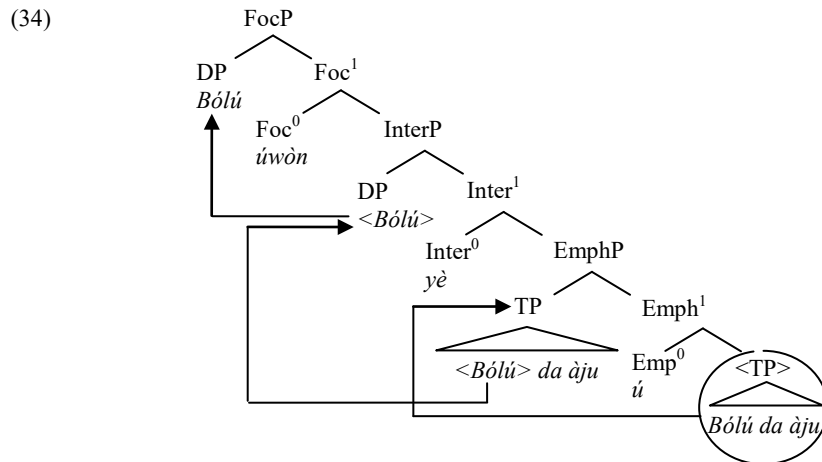 (34)
FocP
DP Foc¹
Bólú
Foc⁰ InterP
úwòn
DP Inter¹
<Bólú>
Inter⁰ EmphP
yè
TP Emph¹
<Bólú> da àju Emp⁰ <TP>
ú
Bólú da àju